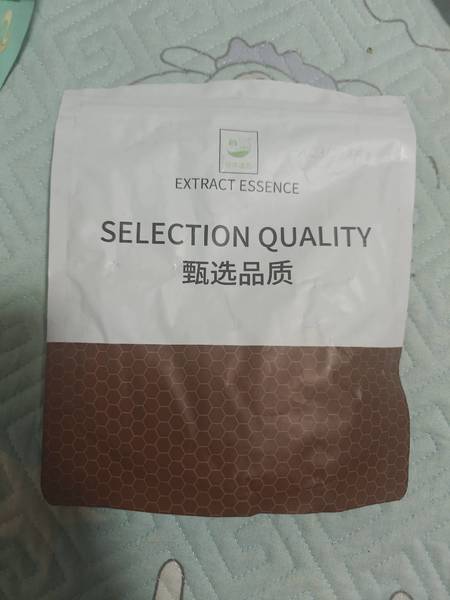 EXTRACT ESSENCE
SELECTION QUALITY
甄选品质